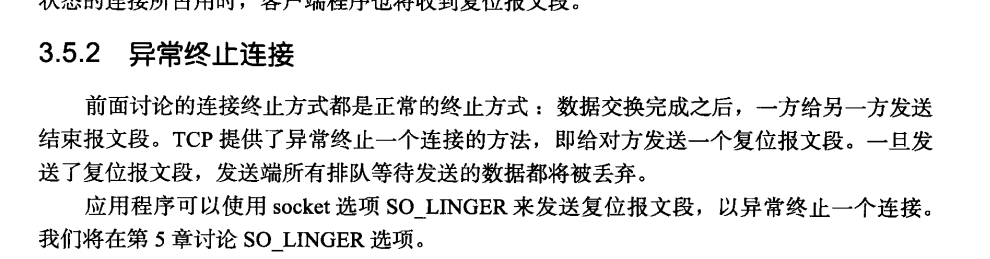 状态的连接所占用时，客户端程序也将收到复位报文段。
3.5.2 异常终止连接
前面讨论的连接终止方式都是正常的终止方式：数据交换完成之后，一方给另一方发送
结束报文段。TCP 提供了异常终止一个连接的方法，即给对方发送一个复位报文段。一旦发
送了复位报文段，发送端所有排队等待发送的数据都将被丢弃。
应用程序可以使用 socket 选项 SO_LINGER 来发送复位报文段，以异常终止一个连接。
我们将在第 5 章讨论 SO_LINGER 选项。